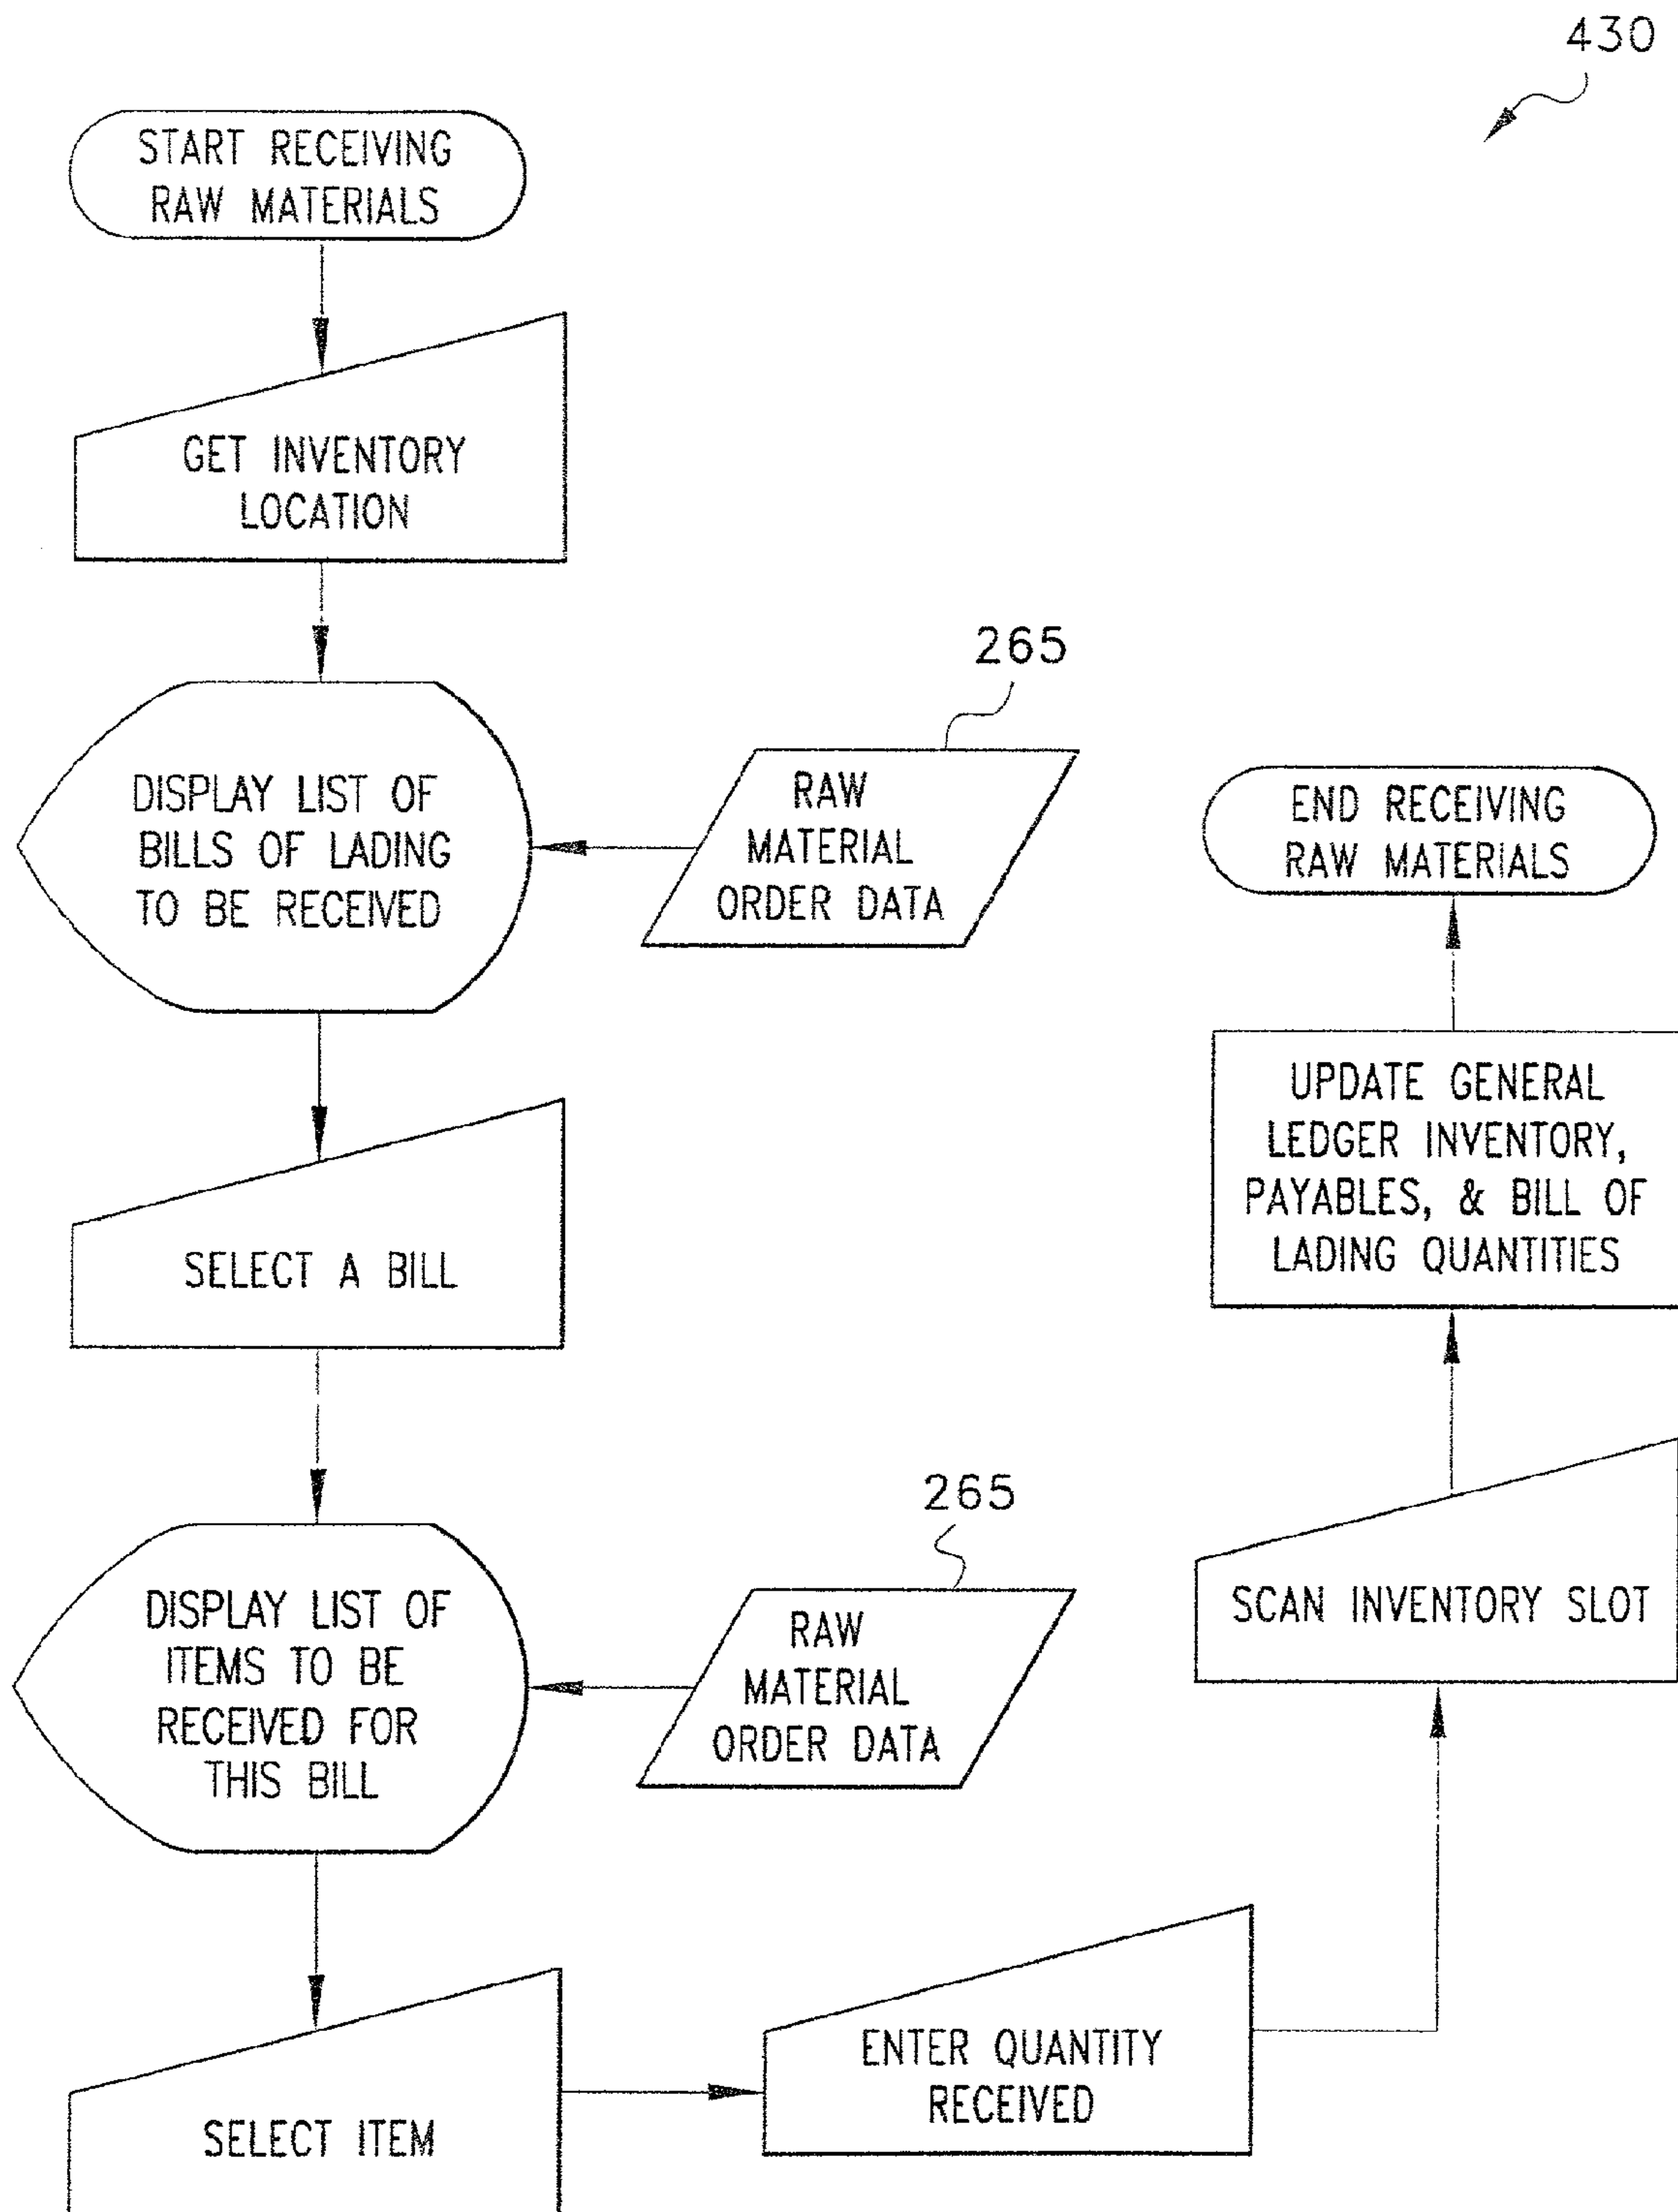 430
START RECEIVING
RAW MATERIALS
GET INVENTORY
LOCATION
DISPLAY LIST OF
BILLS OF LADING
TO BE RECEIVED
265
RAW
MATERIAL
ORDER DATA
SELECT A BILL
DISPLAY LIST OF
ITEMS TO BE
RECEIVED FOR
THIS BILL
265
RAW
MATERIAL
ORDER DATA
SELECT ITEM
ENTER QUANTITY
RECEIVED
SCAN INVENTORY SLOT
UPDATE GENERAL
LEDGER INVENTORY,
PAYABLES, & BILL OF
LADING QUANTITIES
END RECEIVING
RAW MATERIALS